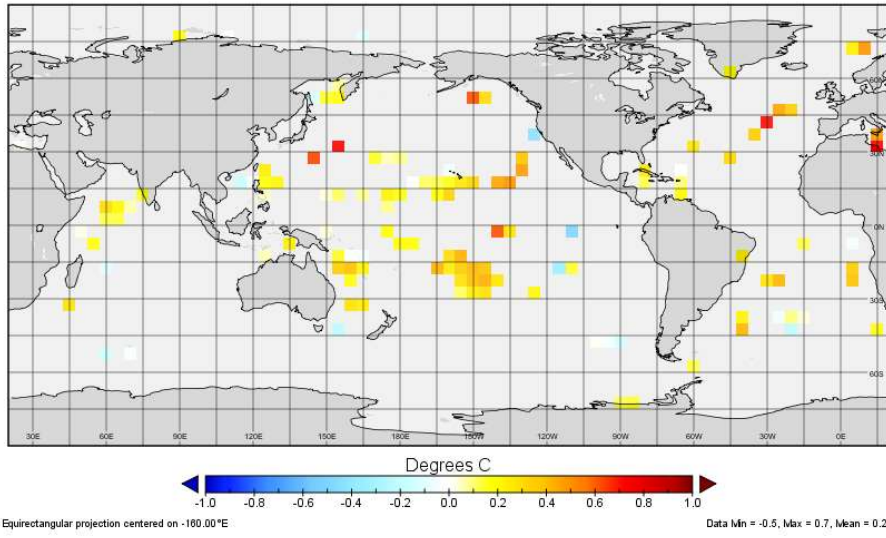 60N
30N
0N
30S
60S
30E 60E 90E 120E 150E 180E 150W 120W 90W 60W 30W 0E
Degrees C
-1.0 -0.8 -0.6 -0.4 -0.2 0.0 0.2 0.4 0.6 0.8 1.0
Equirectangular projection centered on -160.00°E Data Min = -0.5, Max = 0.7, Mean = 0.2